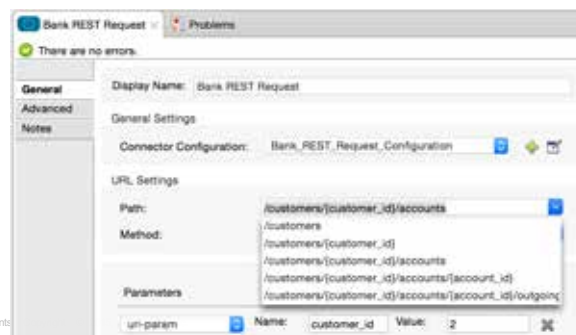 Bank REST Request Problems
There are no errors.
General Display Name: Bank REST Request
Advanced
Notes
General Settings
Connector Configuration: Bank_REST_Request_Configuration
URL Settings
Path: /customers/{customer_id}/accounts
/customers
Method: /customers/{customer_id}
/customers/{customer_id}/accounts
/customers/{customer_id}/accounts/{account_id}
Parameters /customers/{customer_id}/accounts/{account_id}/outgoing
uri-param Name: customer_id Value: 2